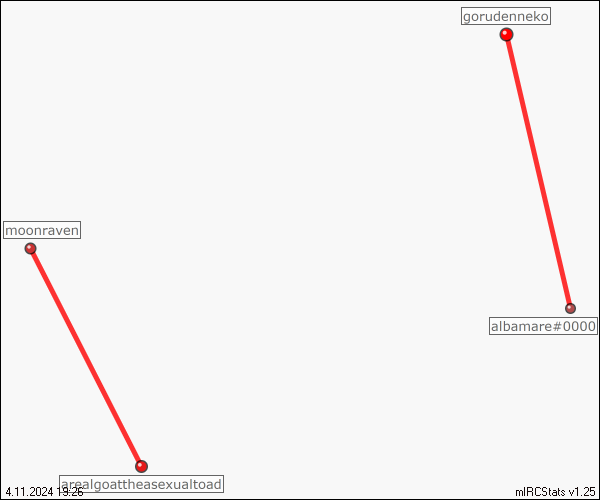 gorudenneko
moonraven
albamare#0000
arealgoattheasexualtoad
4.11.2024 19:26
mIRCStats v1.25